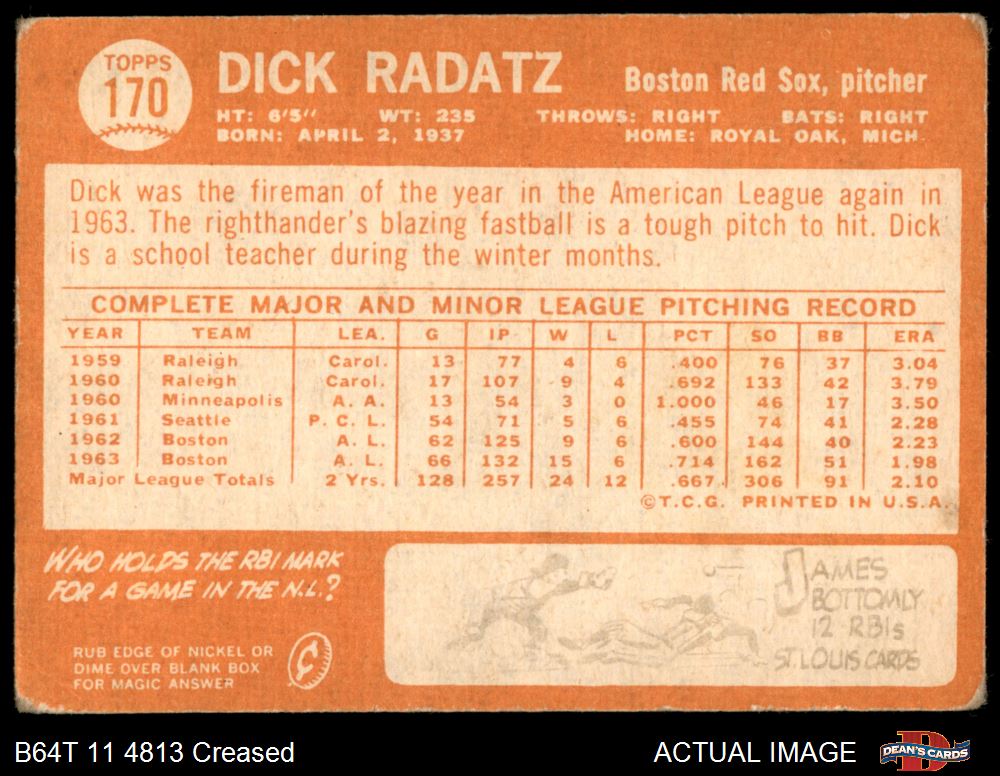 TOPPS
170
DICK RADATZ
Boston Red Sox, pitcher
HT: 6'5" WT: 235 THROWS: RIGHT BATS: RIGHT
BORN: APRIL 2, 1937 HOME: ROYAL OAK, MICH.
Dick was the fireman of the year in the American League again in
1963. The righthander's blazing fastball is a tough pitch to hit. Dick
is a school teacher during the winter months.
COMPLETE MAJOR AND MINOR LEAGUE PITCHING RECORD
YEAR TEAM LEA. G IP W L PCT SO BB ERA
1959 Raleigh Carol. 13 77 4 6 .400 76 37 3.04
1960 Raleigh Carol. 17 107 9 4 .692 133 42 3.79
1960 Minneapolis A. A. 13 54 3 0 1.000 46 17 3.50
1961 Seattle P. C. L. 54 71 5 6 .455 74 41 2.28
1962 Boston A. L. 62 125 9 6 .600 144 40 2.23
1963 Boston A. L. 66 132 15 6 .714 162 51 1.98
Major League Totals 2 Yrs. 128 257 24 12 .667 306 91 2.10
©T.C.G. PRINTED IN U.S.A.
WHO HOLDS THE RBI MARK
FOR A GAME IN THE N.L.?
RUB EDGE OF NICKEL OR
DIME OVER BLANK BOX
FOR MAGIC ANSWER
JAMES
BOTTOMLY
12 RBIs
ST. LOUIS CARDS
B64T 11 4813 Creased
ACTUAL IMAGE
DEAN'S CARDS